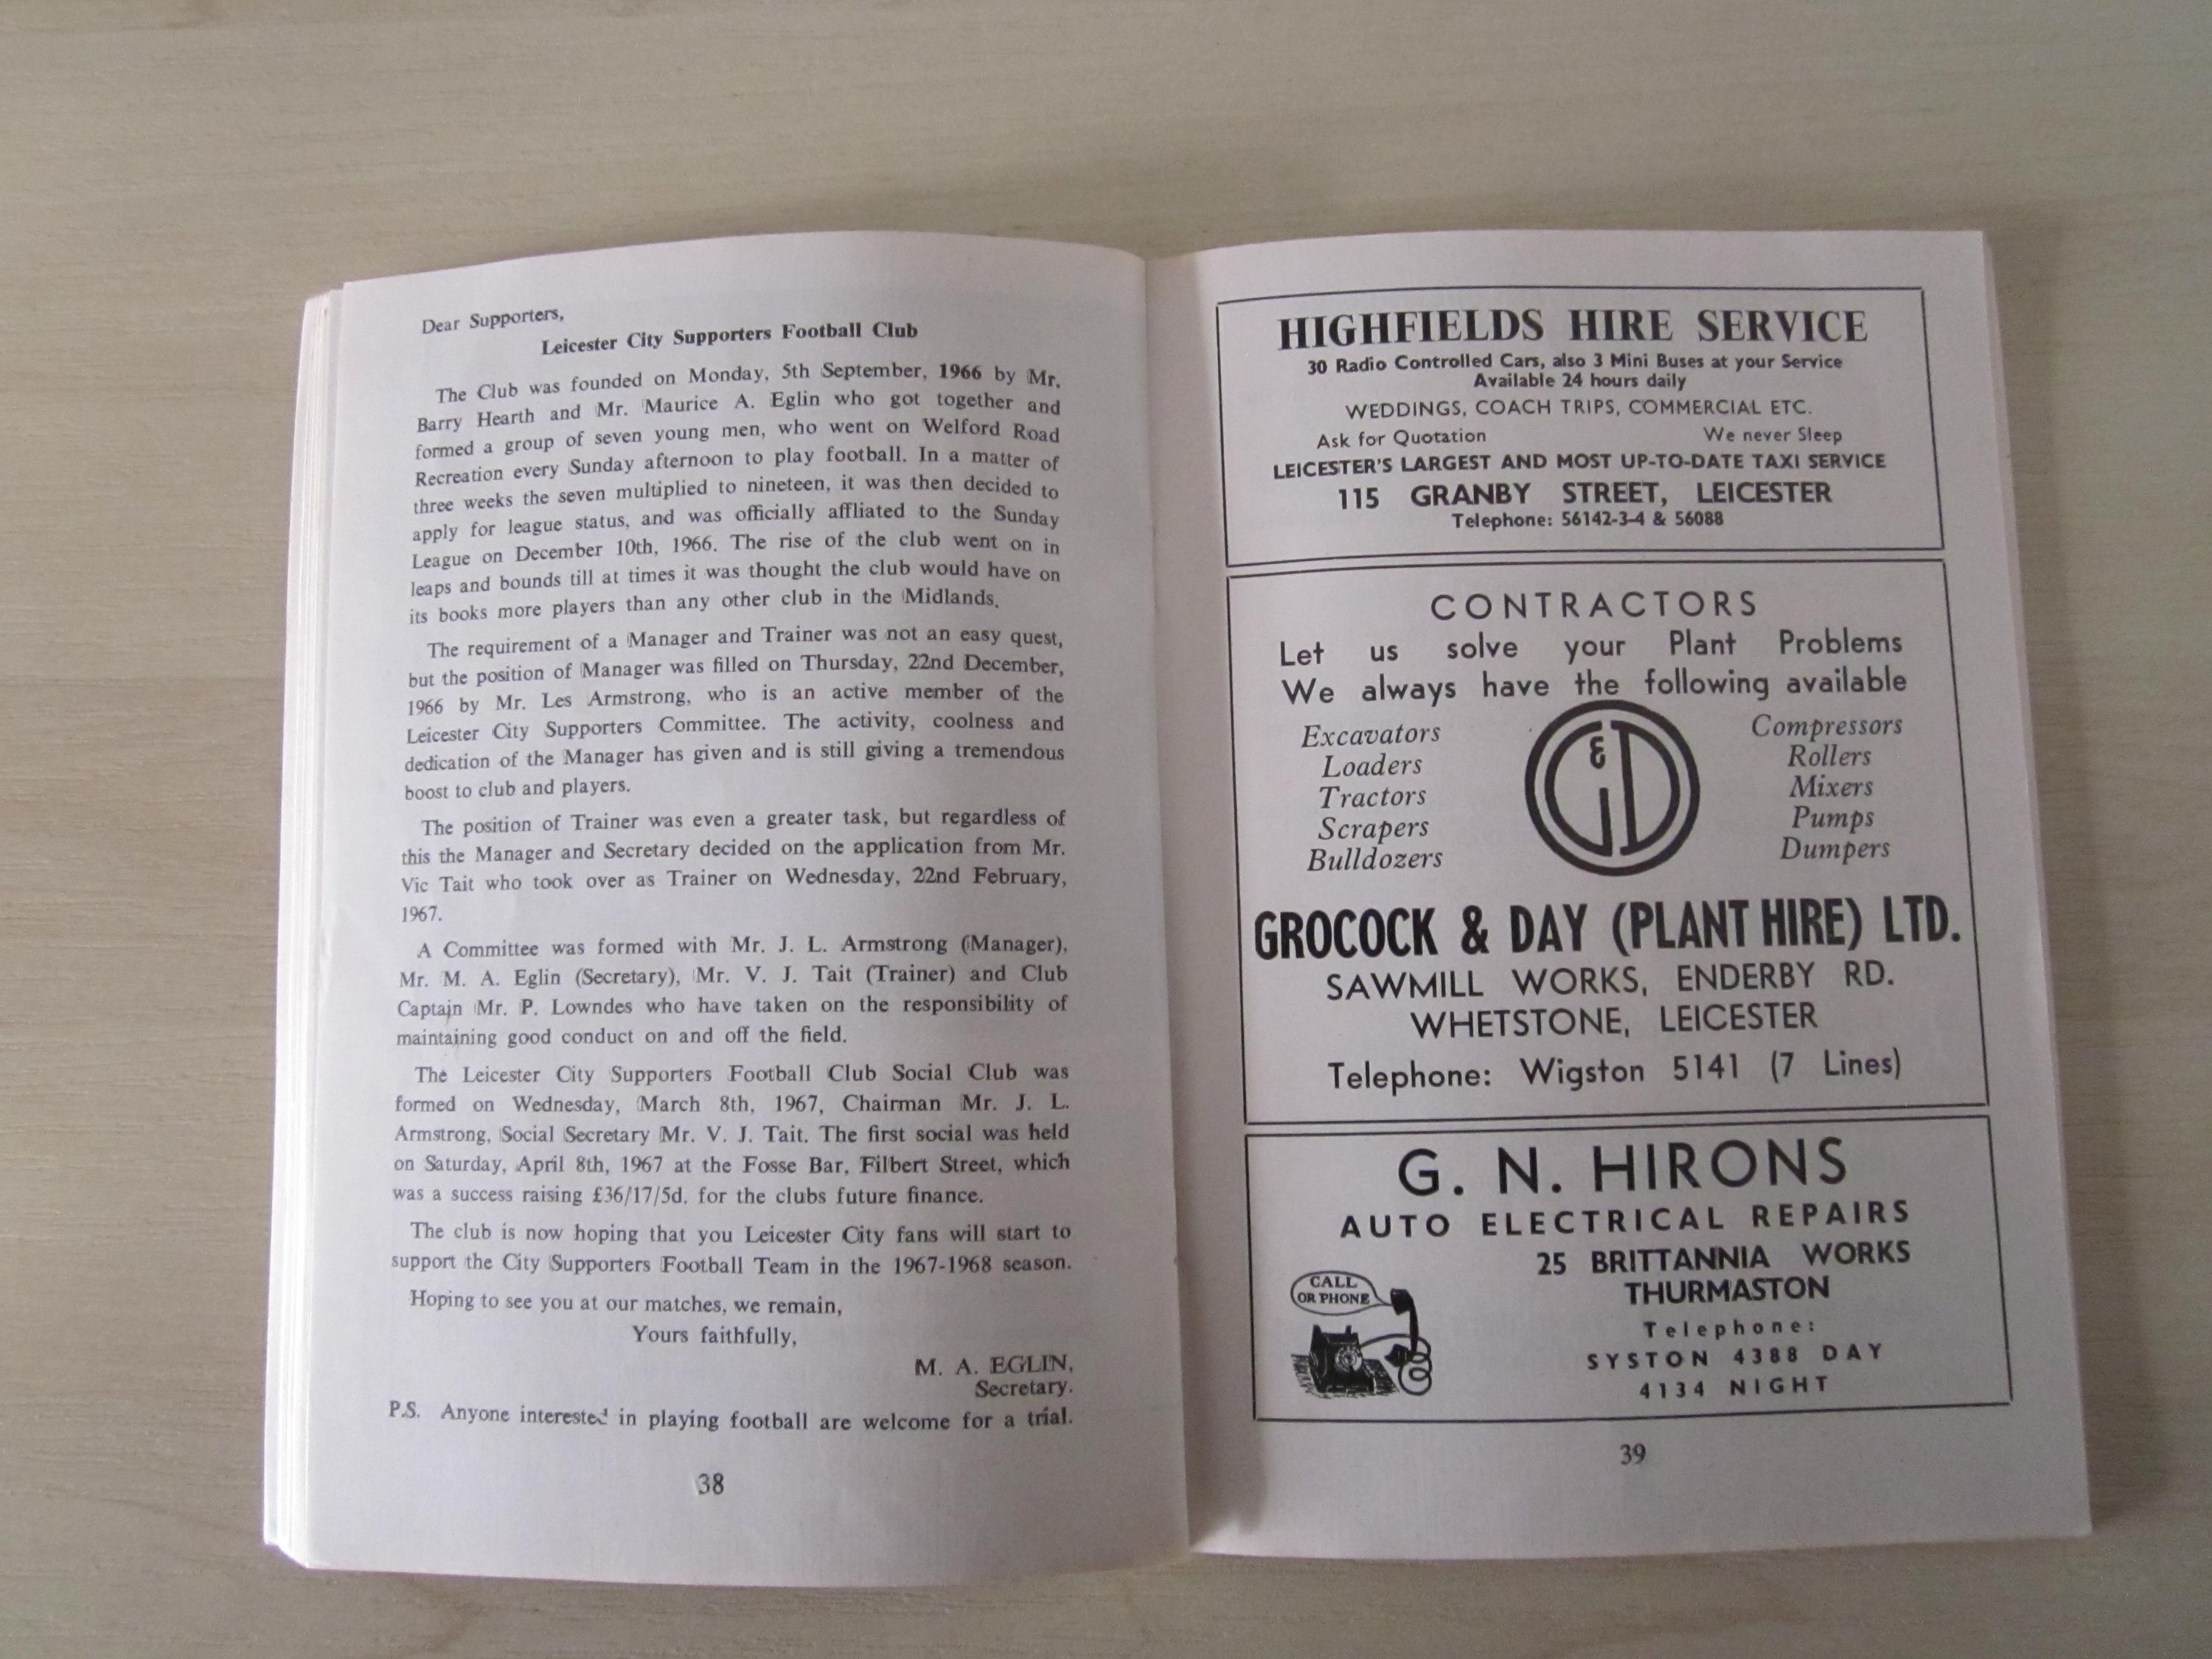 Dear Supporters,
Leicester City Supporters Football Club
The Club was founded on Monday, 5th September, 1966 by Mr.
Barry Hearth and Mr. Maurice A. Eglin who got together and
formed a group of seven young men, who went on Welford Road
Recreation every Sunday afternoon to play football. In a matter of
three weeks the seven multiplied to nineteen, it was then decided to
apply for league status, and was officially affliated to the Sunday
League on December 10th, 1966. The rise of the club went on in
leaps and bounds till at times it was thought the club would have on
its books more players than any other club in the Midlands.
The requirement of a Manager and Trainer was not an easy quest,
but the position of Manager was filled on Thursday, 22nd December,
1966 by Mr. Les Armstrong, who is an active member of the
Leicester City Supporters Committee. The activity, coolness and
dedication of the Manager has given and is still giving a tremendous
boost to club and players.
The position of Trainer was even a greater task, but regardless of
this the Manager and Secretary decided on the application from Mr.
Vic Tait who took over as Trainer on Wednesday, 22nd February,
1967.
A Committee was formed with Mr. J. L. Armstrong (Manager),
Mr. M. A. Eglin (Secretary), Mr. V. J. Tait (Trainer) and Club
Captain Mr. P. Lowndes who have taken on the responsibility of
maintaining good conduct on and off the field.
The Leicester City Supporters Football Club Social Club was
formed on Wednesday, March 8th, 1967, Chairman Mr. J. L.
Armstrong, Social Secretary Mr. V. J. Tait. The first social was held
on Saturday, April 8th, 1967 at the Fosse Bar, Filbert Street, which
was a success raising £36/17/5d. for the clubs future finance.
The club is now hoping that you Leicester City fans will start to
support the City Supporters Football Team in the 1967-1968 season.
Hoping to see you at our matches, we remain,
Yours faithfully,
M. A. EGLIN,
Secretary.
P.S. Anyone interested in playing football are welcome for a trial.
38
HIGHFIELDS HIRE SERVICE
30 Radio Controlled Cars, also 3 Mini Buses at your Service
Available 24 hours daily
WEDDINGS, COACH TRIPS, COMMERCIAL ETC.
Ask for Quotation We never Sleep
LEICESTER'S LARGEST AND MOST UP-TO-DATE TAXI SERVICE
115 GRANBY STREET, LEICESTER
Telephone: 56142-3-4 & 56088
CONTRACTORS
Let us solve your Plant Problems
We always have the following available
Excavators
Loaders
Tractors
Scrapers
Bulldozers
G & D
Compressors
Rollers
Mixers
Pumps
Dumpers
GROCOCK & DAY (PLANT HIRE) LTD.
SAWMILL WORKS, ENDERBY RD.
WHETSTONE, LEICESTER
Telephone: Wigston 5141 (7 Lines)
G. N. HIRONS
AUTO ELECTRICAL REPAIRS
25 BRITTANNIA WORKS
THURMASTON
CALL
OR PHONE
Telephone:
SYSTON 4388 DAY
4134 NIGHT
39